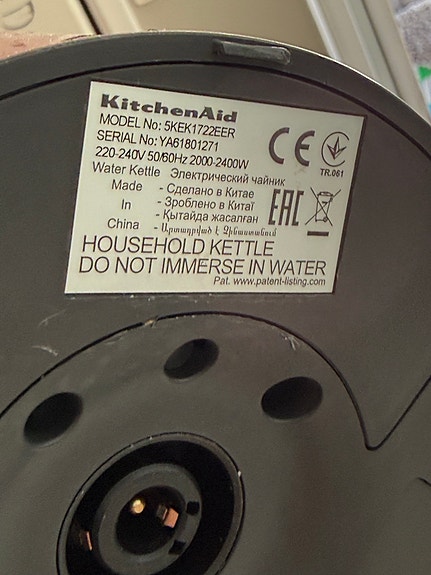 KitchenAid
MODEL No: 5KEK1722EER
SERIAL No: YA61801271
220-240V 50/60Hz 2000-2400W
Water Kettle Электрический чайник
Made - Сделано в Китае
In - Зроблено в Китаї
China - Қытайда жасалған
- Արտադրված է Չինաստանում
CE
TR.061
EAC
HOUSEHOLD KETTLE
DO NOT IMMERSE IN WATER
Pat. www.patent-listing.com